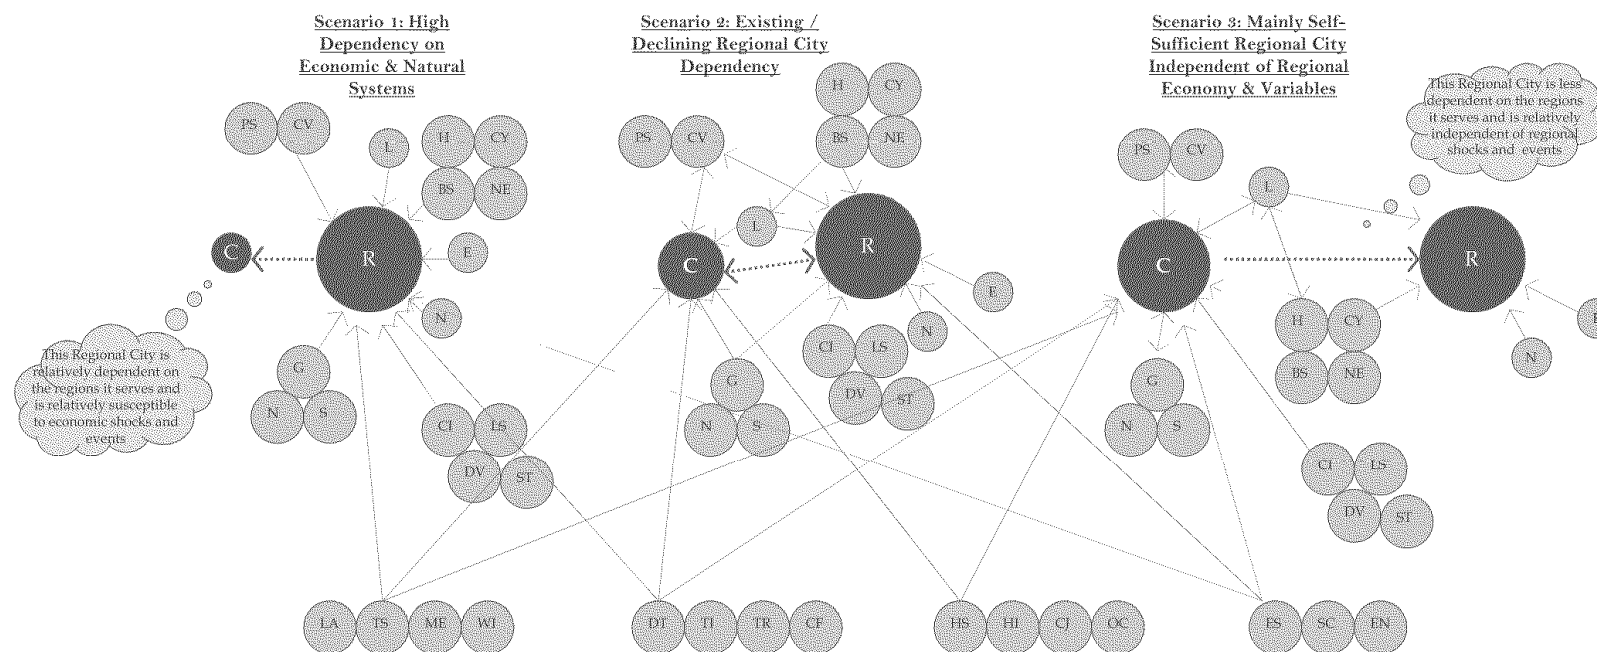 Scenario 1: High
Dependency on
Economic & Natural
Systems
Scenario 2: Existing /
Declining Regional City
Dependency
Scenario 3: Mainly Self-
Sufficient Regional City
Independent of Regional
Economy & Variables
PS CV
L
H CY
BS NE
C
R
E
N
G
N S
CI LS
DV ST
This Regional City is
relatively dependent on
the regions it serves and
is relatively susceptible
to economic shocks and
events
PS CV
H CY
BS NE
L
C
R
E
N
CI LS
DV ST
G
N S
PS CV
L
C
R
This Regional City is less
dependent on the regions
it serves and is relatively
independent of regional
shocks and events
H CY
BS NE
N
G
N S
CI LS
DV ST
LA TS ME WI
DT TI TR CF
HS HI CJ OC
ES SC EN